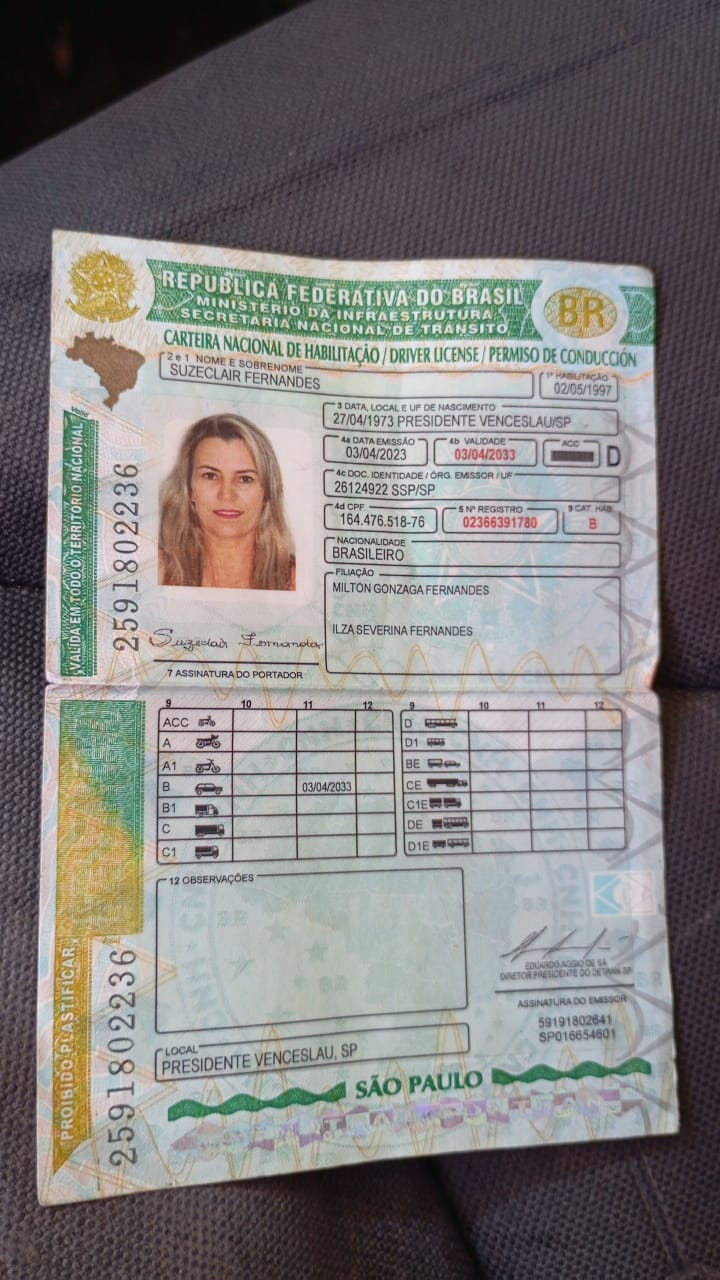 REPÚBLICA FEDERATIVA DO BRASIL
MINISTÉRIO DA INFRAESTRUTURA
SECRETARIA NACIONAL DE TRÂNSITO
BR
CARTEIRA NACIONAL DE HABILITAÇÃO / DRIVER LICENSE / PERMISO DE CONDUCCIÓN
2 e 1 NOME E SOBRENOME
SUZECLAIR FERNANDES
1ª HABILITAÇÃO
02/05/1997
3 DATA, LOCAL E UF DE NASCIMENTO
27/04/1973 PRESIDENTE VENCESLAU/SP
4a DATA EMISSÃO
03/04/2023
4b VALIDADE
03/04/2033
ACC
D
4c DOC. IDENTIDADE / ÓRG. EMISSOR / UF
26124922 SSP/SP
4d CPF
164.476.518-76
5 Nº REGISTRO
02366391780
9 CAT. HAB.
B
NACIONALIDADE
BRASILEIRO
FILIAÇÃO
MILTON GONZAGA FERNANDES
ILZA SEVERINA FERNANDES
VÁLIDA EM TODO O TERRITÓRIO NACIONAL
2591802236
Suzeclair Fernandes
7 ASSINATURA DO PORTADOR
9 10 11 12 9 10 11 12
ACC D
A D1
A1 BE
B 03/04/2033 CE
B1 C1E
C DE
C1 D1E
12 OBSERVAÇÕES
PROIBIDO PLASTIFICAR
2591802236
EDUARDO AGGIO DE SÁ
DIRETOR PRESIDENTE DO DETRAN-SP
ASSINATURA DO EMISSOR
59191802641
SP016654601
LOCAL
PRESIDENTE VENCESLAU, SP
SÃO PAULO